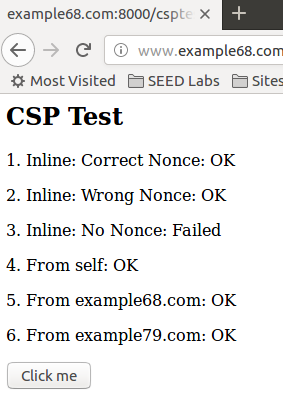 example68.com:8000/cspte
www.example68.com
Most Visited SEED Labs Sites
CSP Test
1. Inline: Correct Nonce: OK
2. Inline: Wrong Nonce: OK
3. Inline: No Nonce: Failed
4. From self: OK
5. From example68.com: OK
6. From example79.com: OK
Click me